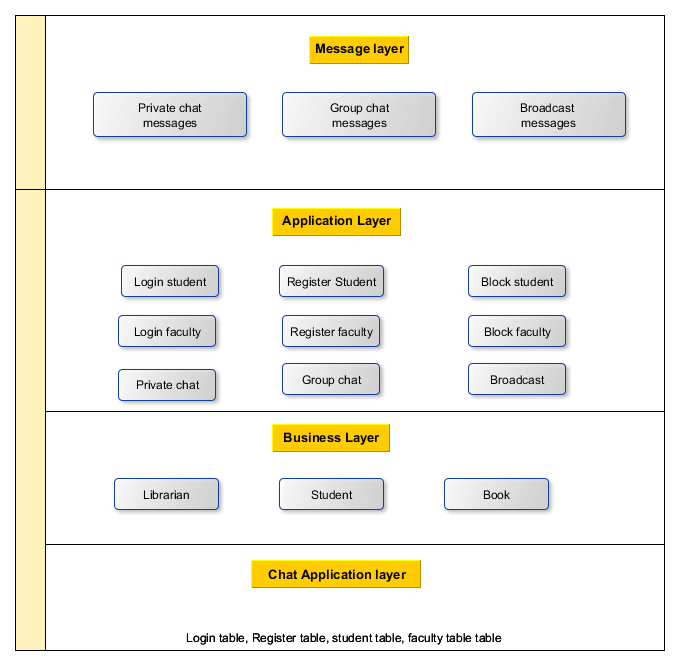 Message layer
Private chat
messages
Group chat
messages
Broadcast
messages
Application Layer
Login student
Register Student
Block student
Login faculty
Register faculty
Block faculty
Private chat
Group chat
Broadcast
Business Layer
Librarian
Student
Book
Chat Application layer
Login table, Register table, student table, faculty table table